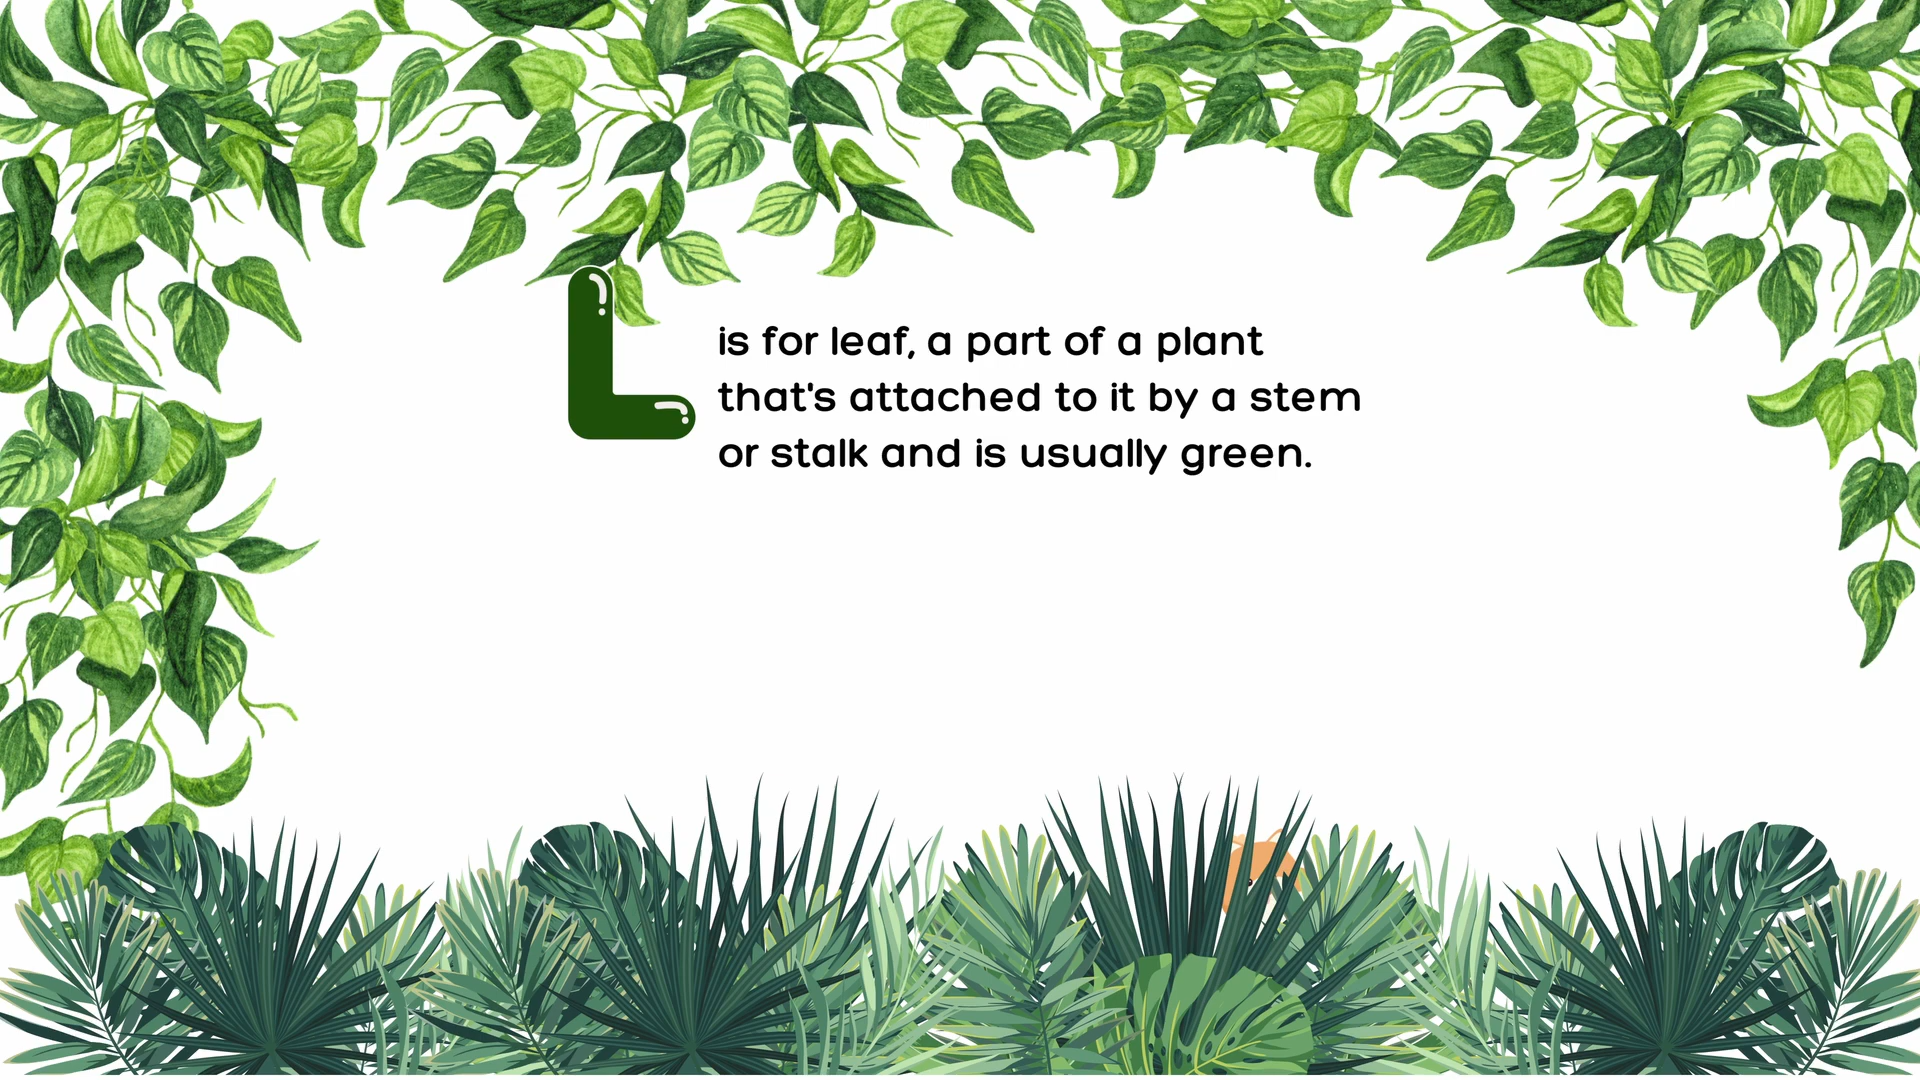 L
is for leaf, a part of a plant
that's attached to it by a stem
or stalk and is usually green.